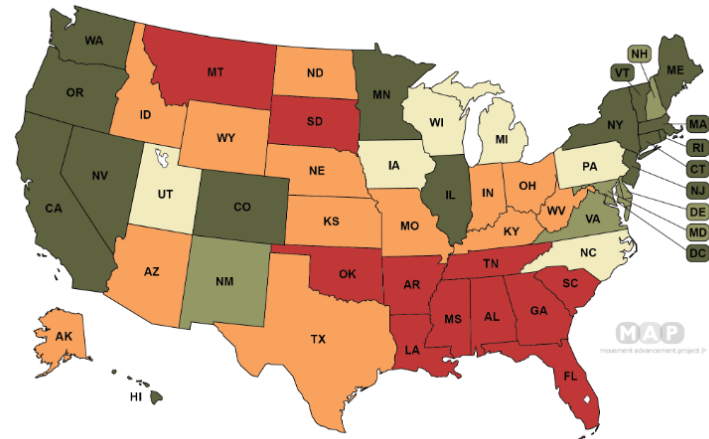 WA
MT
ND
MN
OR
ID
SD
WI
MI
WY
NH
VT
ME
NY
MA
RI
CT
NJ
DE
MD
DC
NE
IA
PA
NV
UT
CO
IL
IN
OH
WV
VA
CA
KS
MO
KY
NC
AZ
NM
OK
AR
TN
SC
MS
AL
GA
AK
TX
LA
FL
HI
MAP
movement advancement project